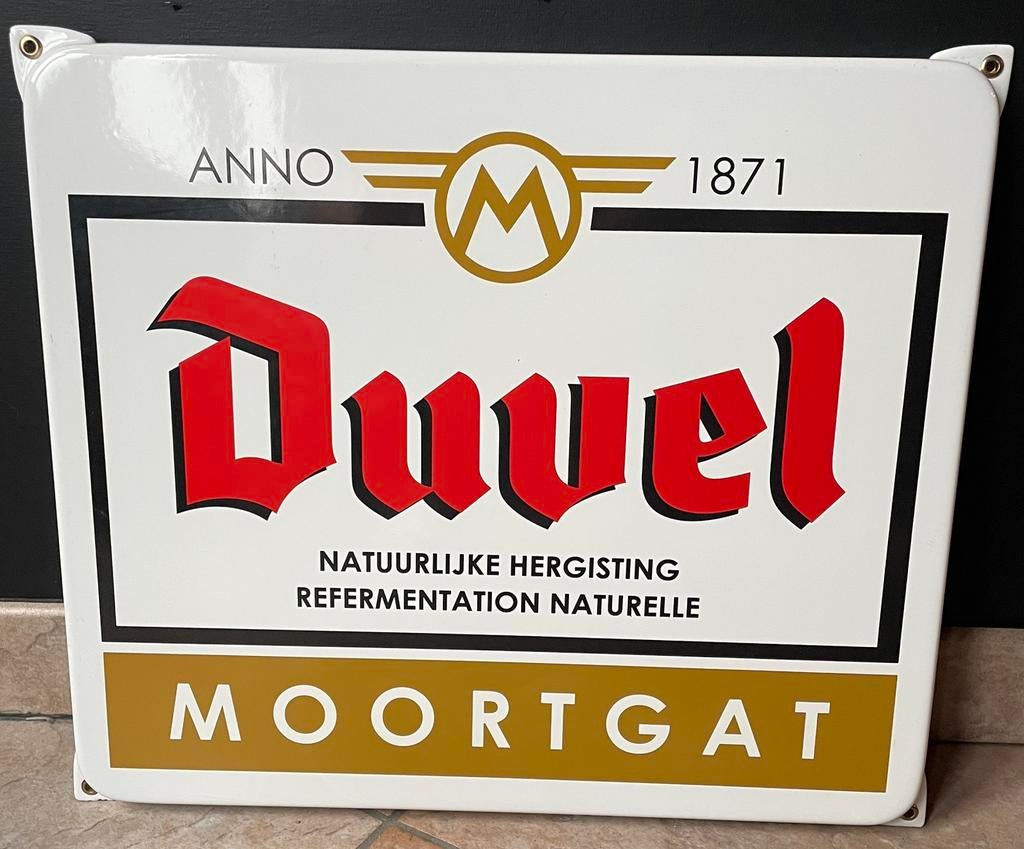 ANNO M 1871
Duvel
NATUURLIJKE HERGISTING
REFERMENTATION NATURELLE
MOORTGAT